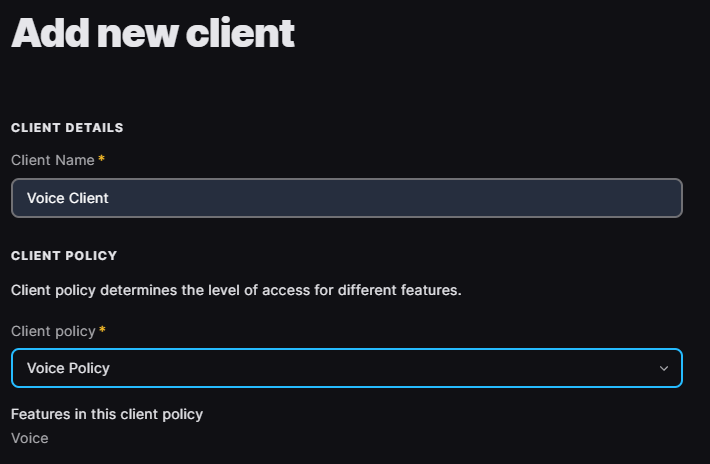 Add new client
CLIENT DETAILS
Client Name *
Voice Client
CLIENT POLICY
Client policy determines the level of access for different features.
Client policy *
Voice Policy
Features in this client policy
Voice